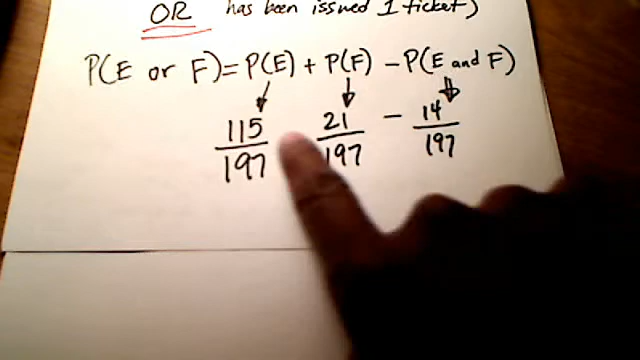 OR has been issued 1 ticket)
P(E or F) = P(E) + P(F) - P(E and F)
115 21 - 14
197 197 197